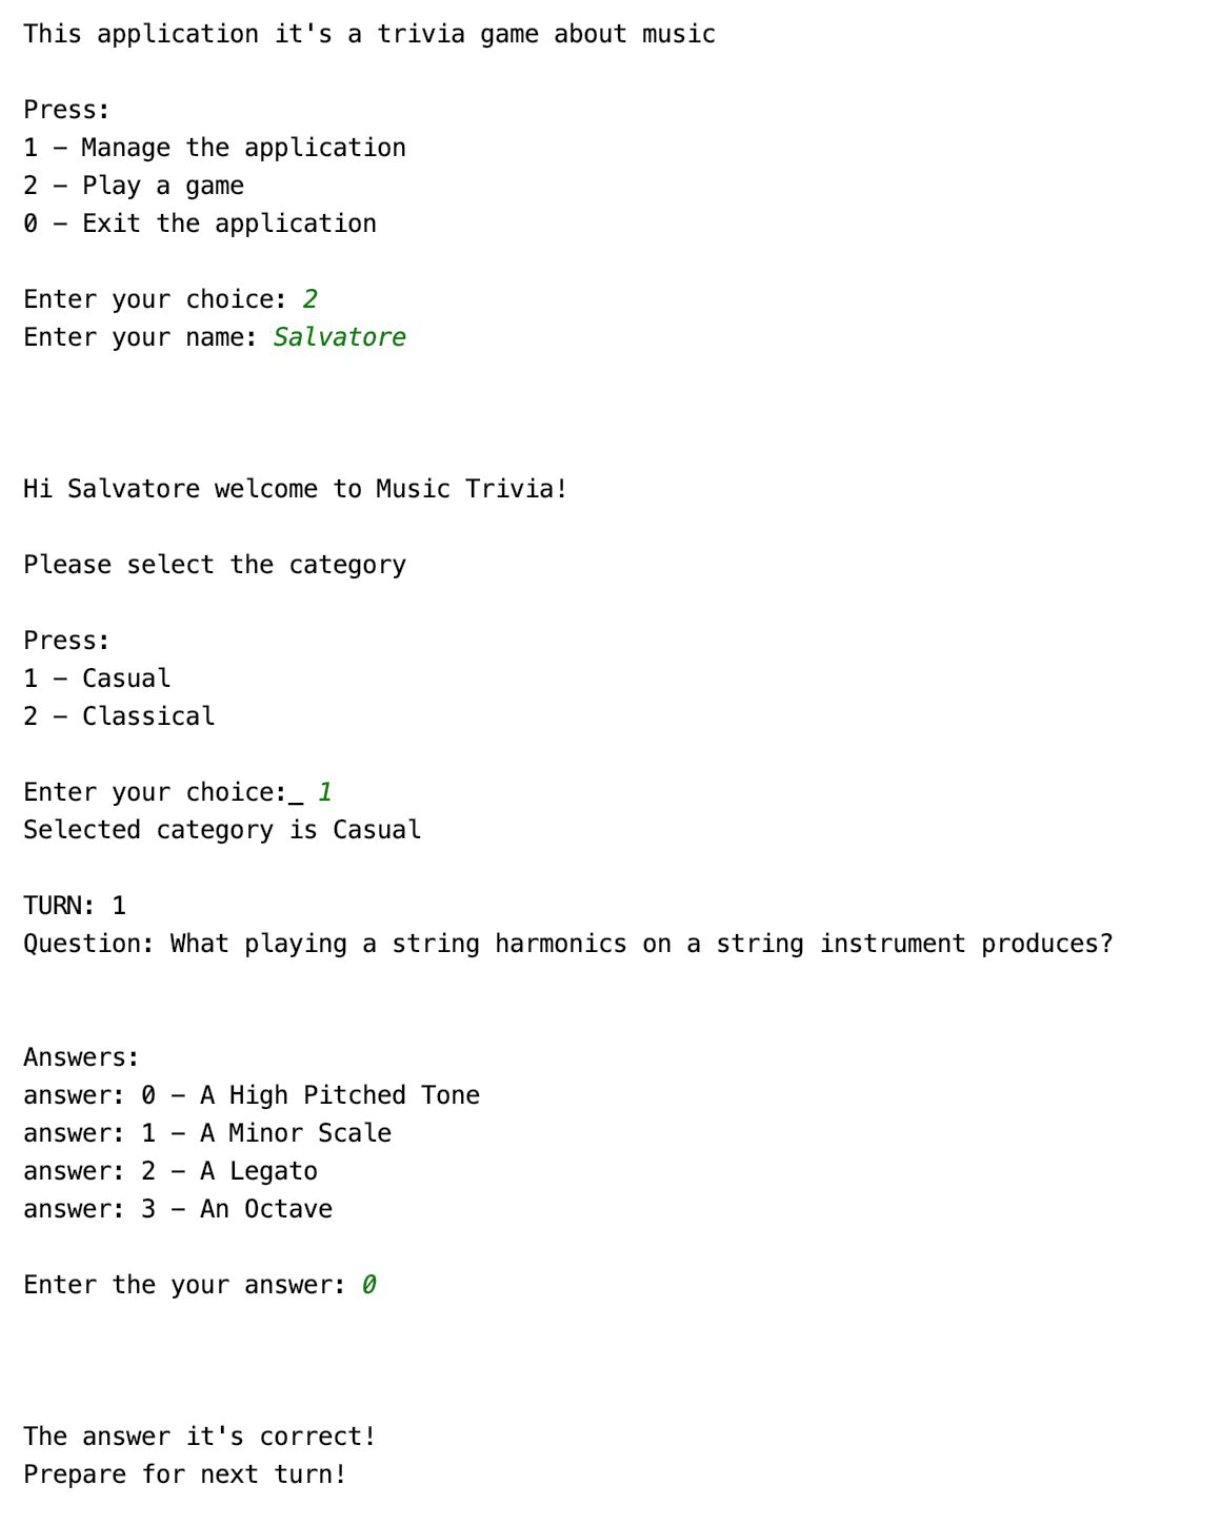 This application it's a trivia game about music
Press:
1 – Manage the application
2 – Play a game
0 – Exit the application
Enter your choice: 2
Enter your name: Salvatore
Hi Salvatore welcome to Music Trivia!
Please select the category
Press:
1 – Casual
2 – Classical
Enter your choice:_ 1
Selected category is Casual
TURN: 1
Question: What playing a string harmonics on a string instrument produces?
Answers:
answer: 0 – A High Pitched Tone
answer: 1 – A Minor Scale
answer: 2 – A Legato
answer: 3 – An Octave
Enter the your answer: 0
The answer it's correct!
Prepare for next turn!